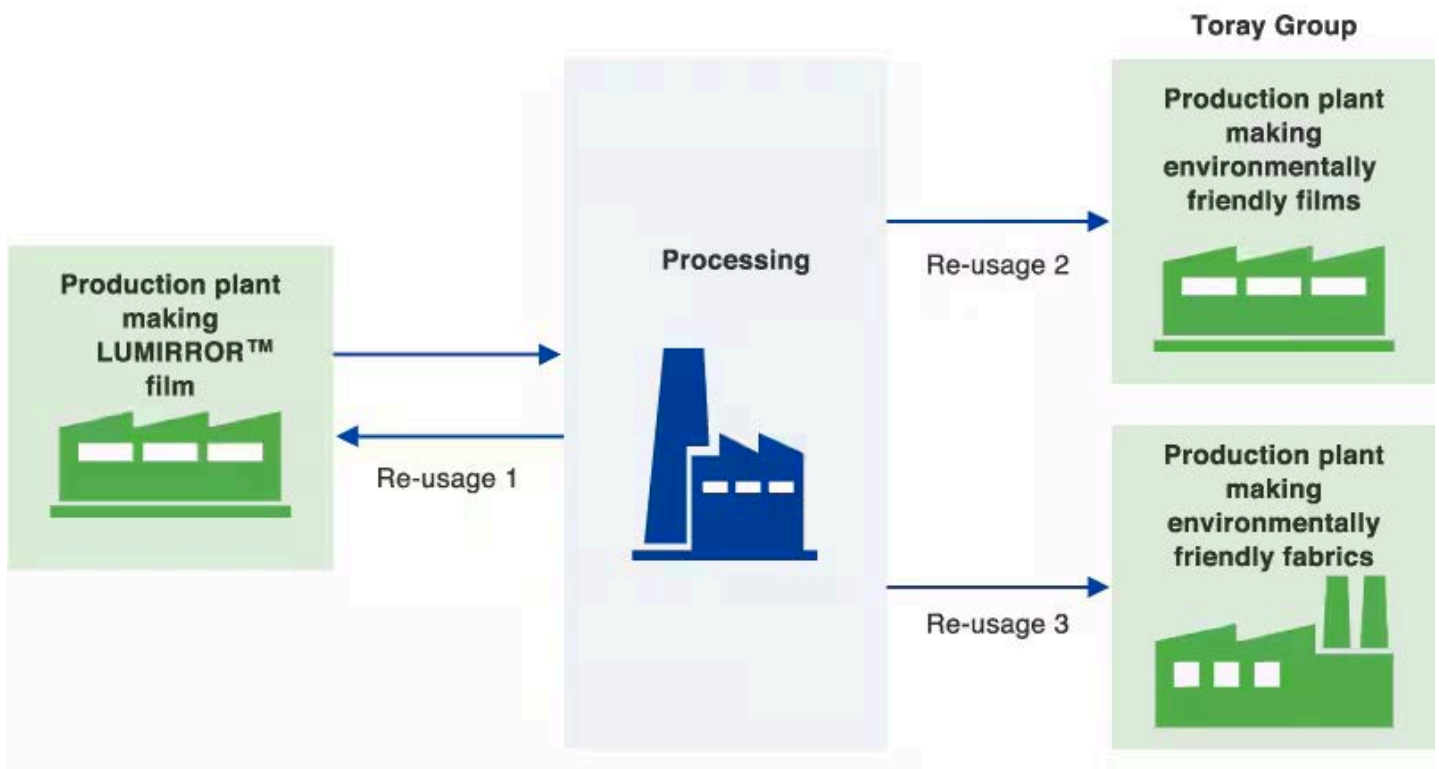 Toray Group
Production plant
making
environmentally
friendly films
Processing
Re-usage 2
Production plant
making
LUMIRROR™
film
Re-usage 1
Production plant
making
environmentally
friendly fabrics
Re-usage 3